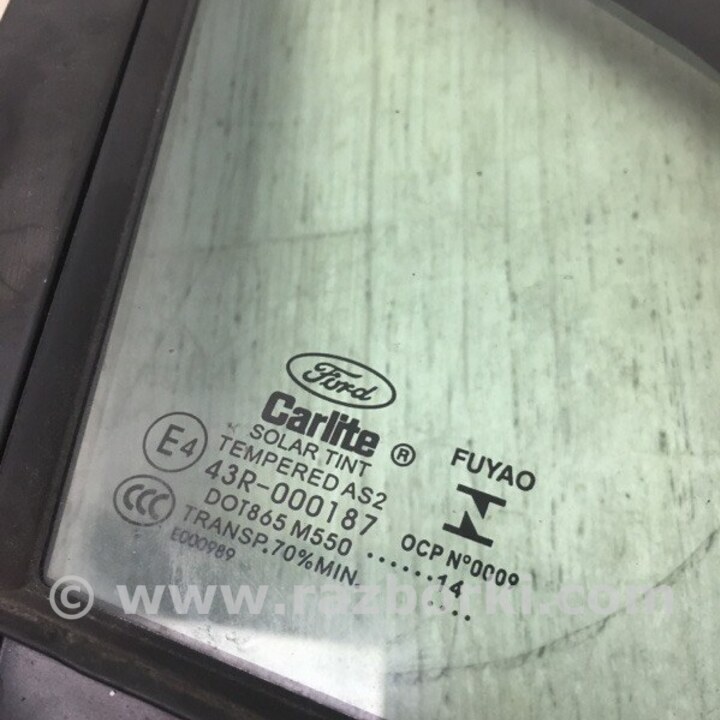 Ford
Carlite ®
SOLAR TINT
TEMPERED AS2
43R-000187
DOT865 M550
TRANSP.70%MIN.
E4
CCC
E000989
FUYAO
OCP N°0009
.......14
....
© www.razborki.com